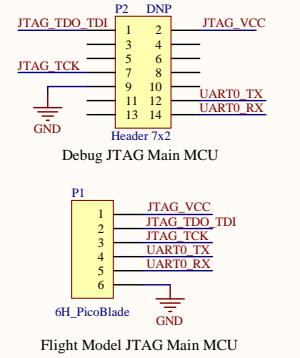 P2 DNP
JTAG_TDO_TDI 1 2 JTAG_VCC
3 4
5 6
JTAG_TCK 7 8
9 10
11 12 UART0_TX
13 14 UART0_RX
GND
Header 7x2
Debug JTAG Main MCU
P1
1 JTAG_VCC
2 JTAG_TDO_TDI
3 JTAG_TCK
4 UART0_TX
5 UART0_RX
6
6H_PicoBlade
GND
Flight Model JTAG Main MCU